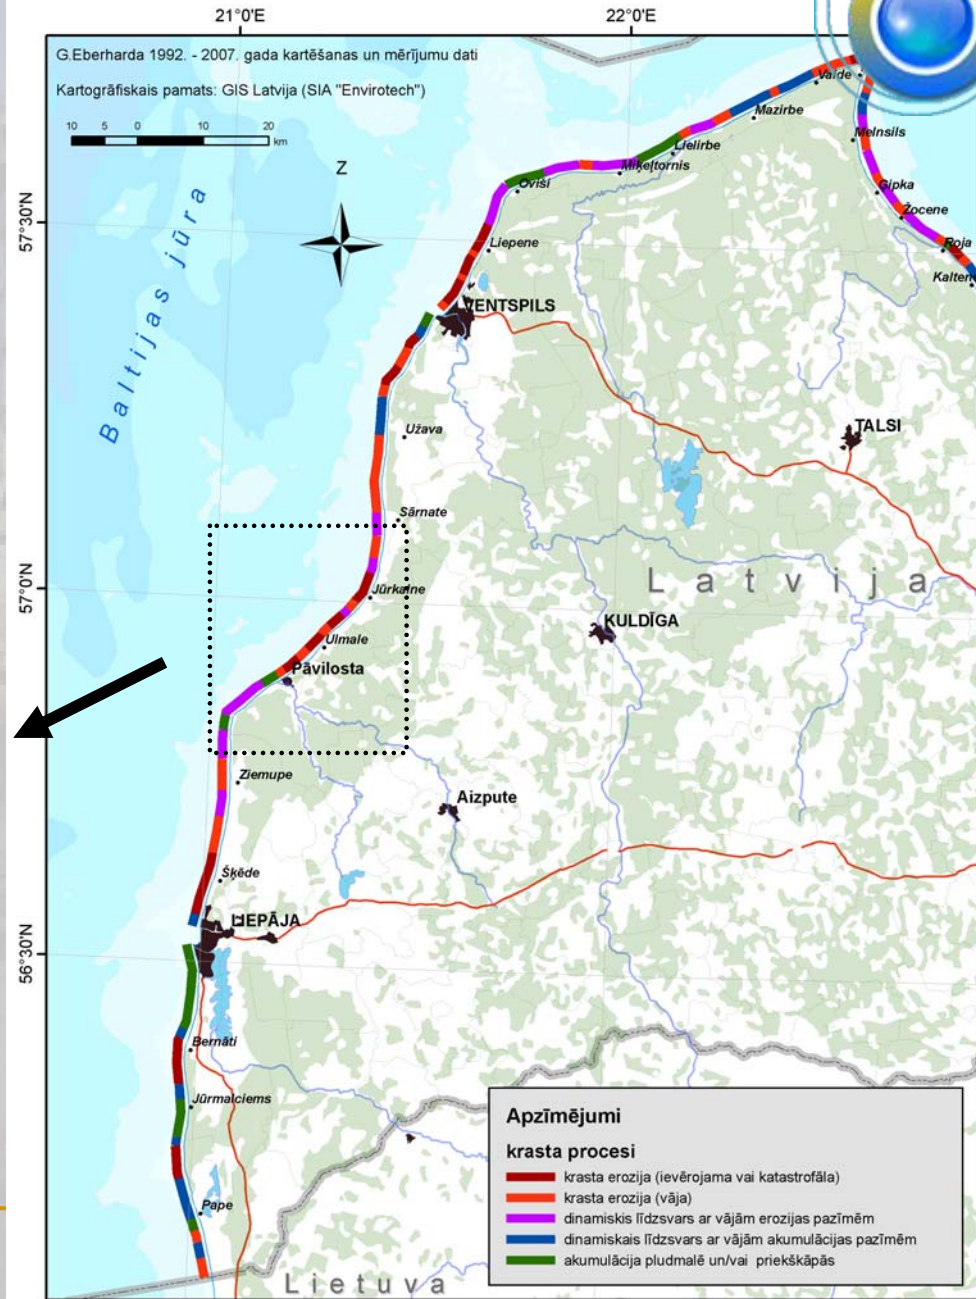 21°0'E
22°0'E
G.Eberharda 1992. - 2007. gada kartēšanas un mērījumu dati
Kartogrāfiskais pamats: GIS Latvija (SIA "Envirotech")
10 5 0 10 20
km
Z
Baltijas jūra
57°30'N
57°0'N
56°30'N
Vaide
Mazirbe
Melnsils
Lielirbe
Miķeļtornis
Ovīši
Ģipka
Žocene
Roja
Kalten
Liepene
VENTSPILS
Užava
TALSI
Sārnate
Latvija
Jūrkalne
KULDĪGA
Ulmale
Pāvilosta
Ziemupe
Aizpute
Šķēde
LIEPĀJA
Bernāti
Jūrmalciems
Pape
Lietuva
Apzīmējumi
krasta procesi
krasta erozija (ievērojama vai katastrofāla)
krasta erozija (vāja)
dinamiskis līdzsvars ar vājām erozijas pazīmēm
dinamiskais līdzsvars ar vājām akumulācijas pazīmēm
akumulācija pludmalē un/vai priekškāpās